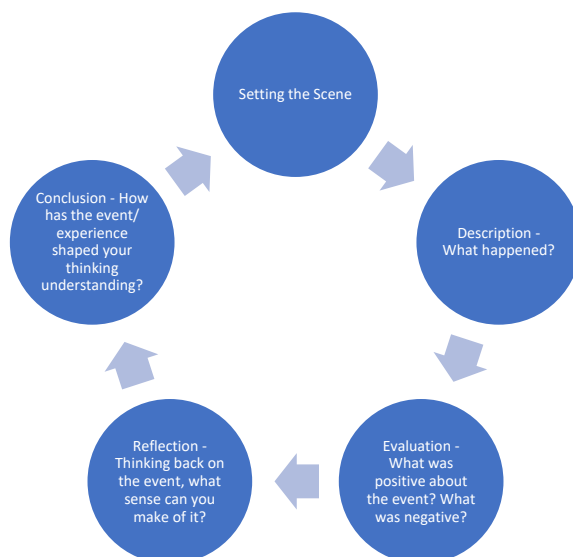 Setting the Scene
Description -
What happened?
Evaluation -
What was
positive about
the event? What
was negative?
Reflection -
Thinking back on
the event, what
sense can you
make of it?
Conclusion - How
has the event/
experience
shaped your
thinking
understanding?